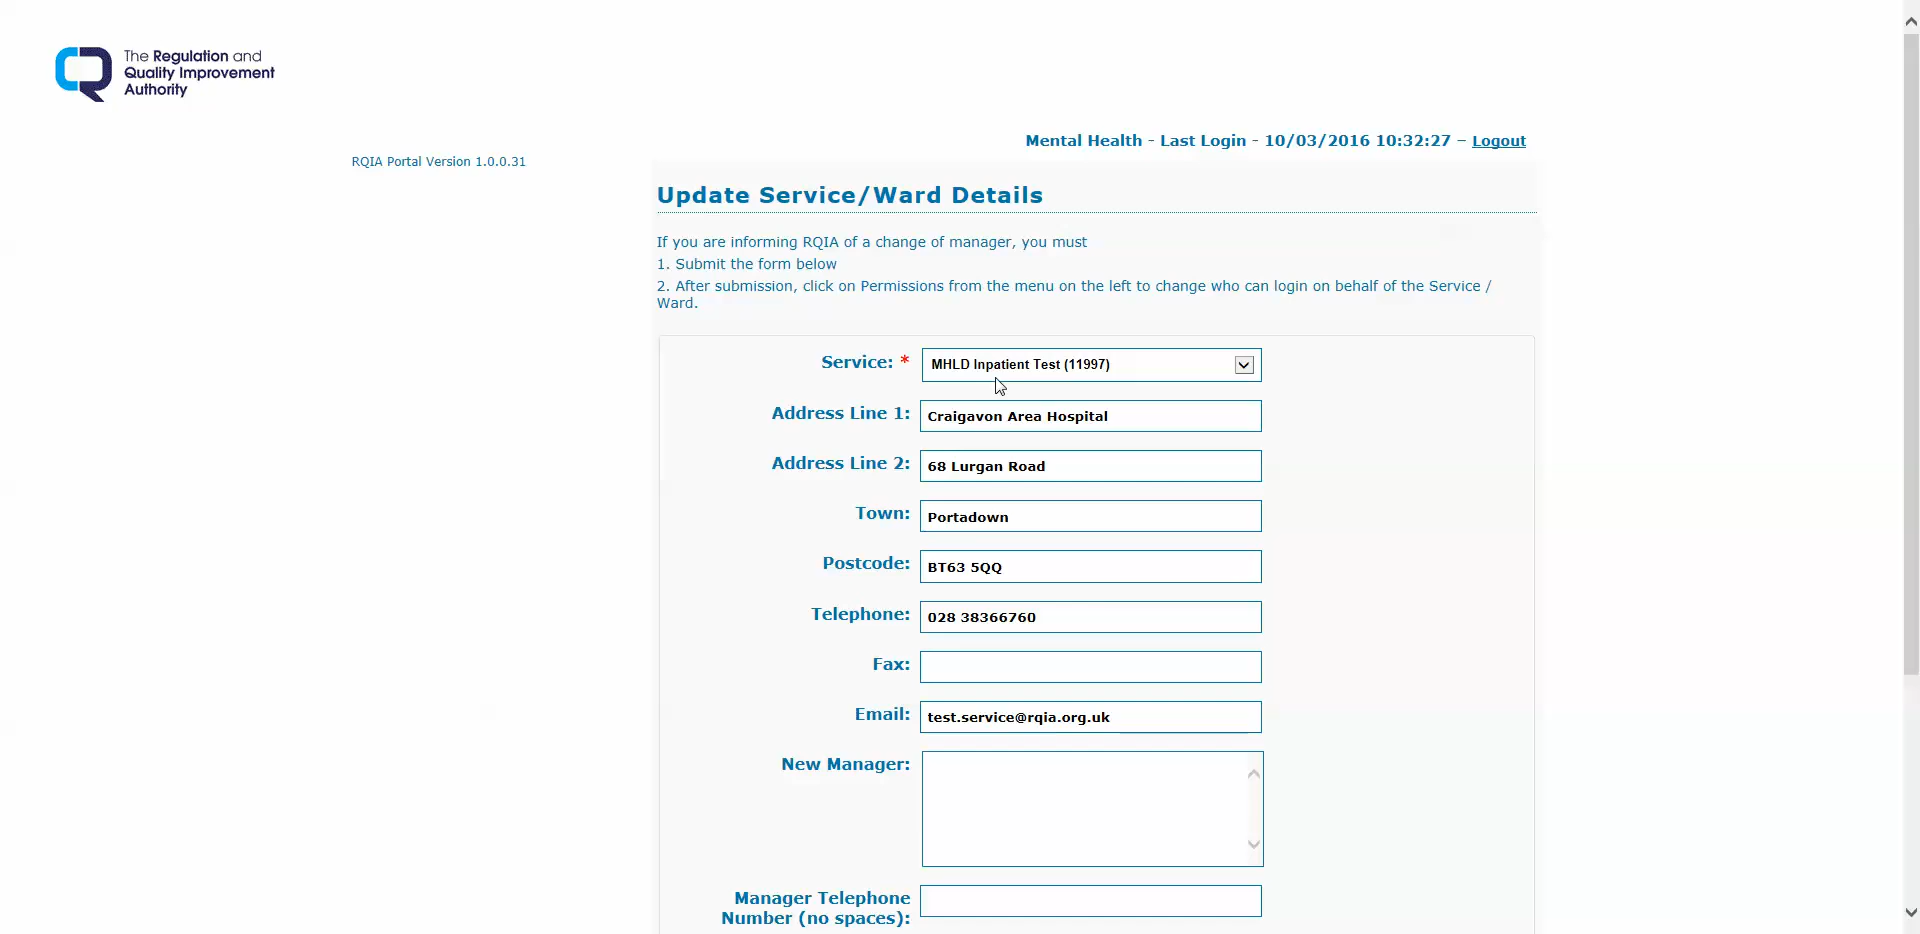 The Regulation and
Quality Improvement
Authority
Mental Health - Last Login - 10/03/2016 10:32:27 – Logout
RQIA Portal Version 1.0.0.31
Update Service/Ward Details
If you are informing RQIA of a change of manager, you must
1. Submit the form below
2. After submission, click on Permissions from the menu on the left to change who can login on behalf of the Service /
Ward.
Service: * MHLD Inpatient Test (11997)
Address Line 1: Craigavon Area Hospital
Address Line 2: 68 Lurgan Road
Town: Portadown
Postcode: BT63 5QQ
Telephone: 028 38366760
Fax:
Email: test.service@rqia.org.uk
New Manager:
Manager Telephone
Number (no spaces):